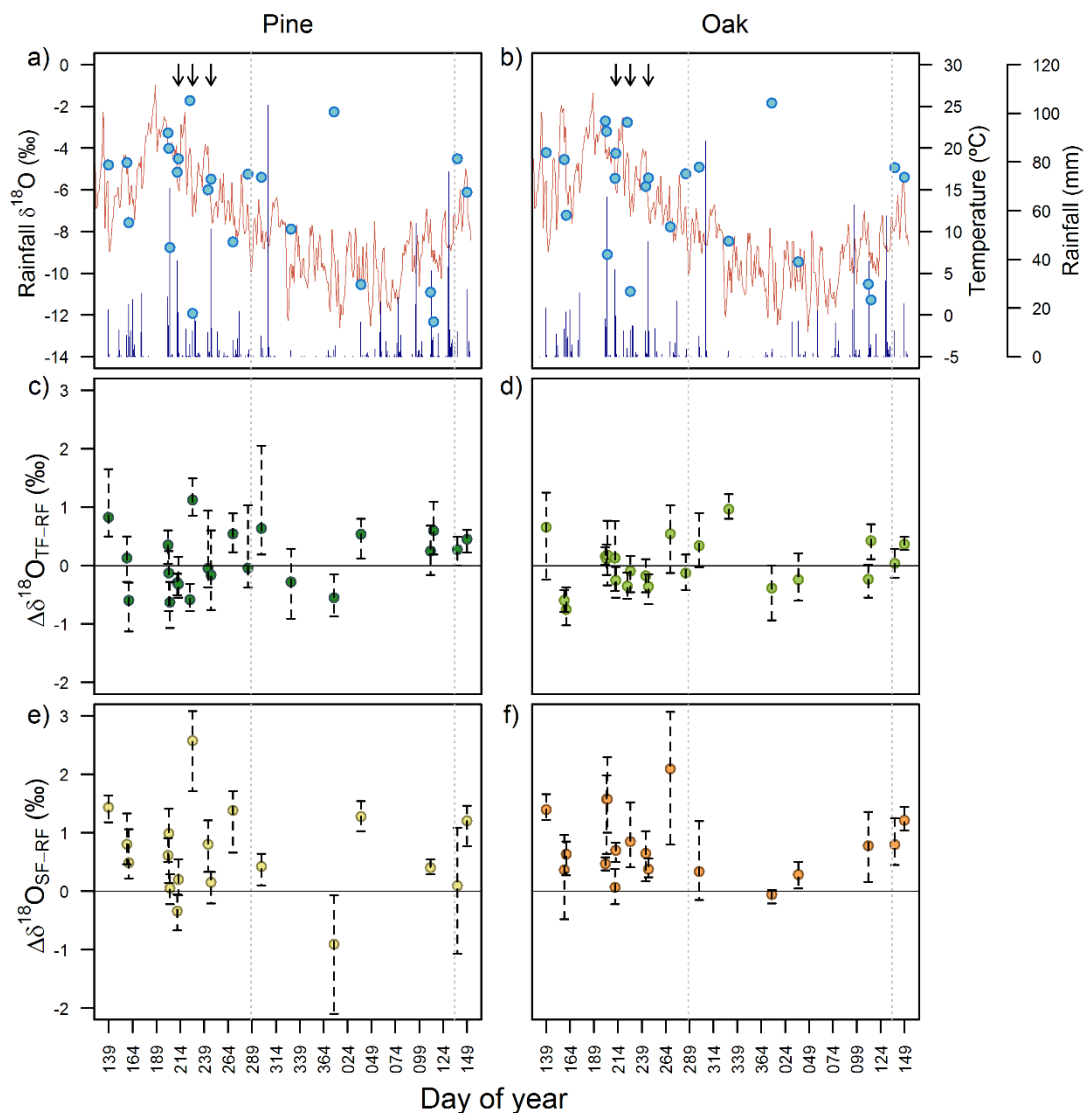 Pine Oak
a) b)
Rainfall δ¹⁸O (‰)
0
-2
-4
-6
-8
-10
-12
-14
30
25
20
15
10
5
0
-5
Temperature (ºC)
120
100
80
60
40
20
0
Rainfall (mm)
c) d)
Δδ¹⁸O_TF−RF (‰)
3
2
1
0
-1
-2
e) f)
Δδ¹⁸O_SF−RF (‰)
3
2
1
0
-1
-2
139 164 189 214 239 264 289 314 339 364 024 049 074 099 124 149
139 164 189 214 239 264 289 314 339 364 024 049 074 099 124 149
Day of year